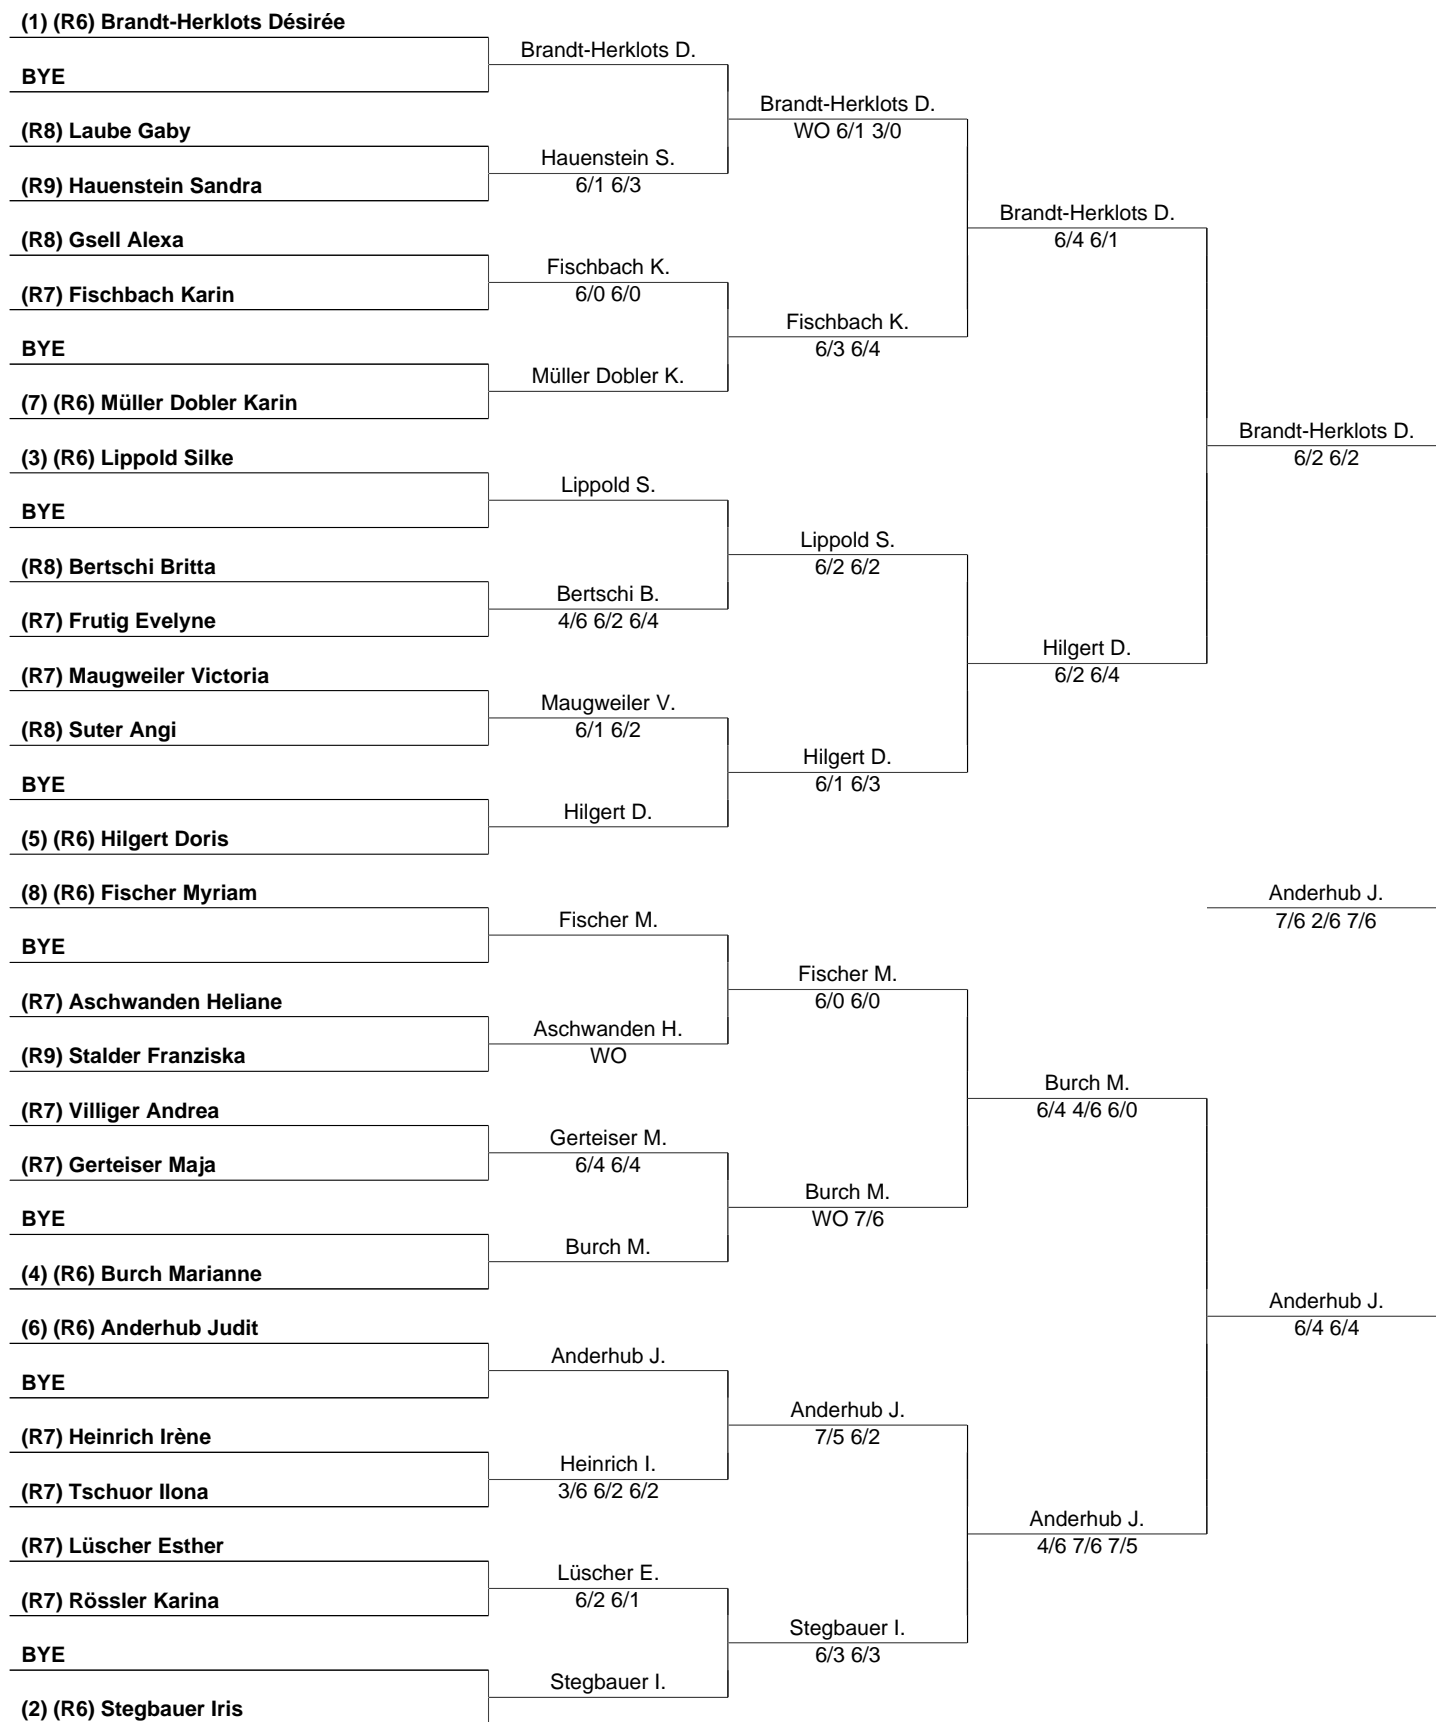 (1) (R6) Brandt-Herklots Désirée
Brandt-Herklots D.
BYE
Brandt-Herklots D.
WO 6/1 3/0
(R8) Laube Gaby
Hauenstein S.
6/1 6/3
(R9) Hauenstein Sandra
Brandt-Herklots D.
6/4 6/1
(R8) Gsell Alexa
Fischbach K.
6/0 6/0
(R7) Fischbach Karin
Fischbach K.
6/3 6/4
BYE
Müller Dobler K.
(7) (R6) Müller Dobler Karin
Brandt-Herklots D.
6/2 6/2
(3) (R6) Lippold Silke
Lippold S.
BYE
Lippold S.
6/2 6/2
(R8) Bertschi Britta
Bertschi B.
4/6 6/2 6/4
(R7) Frutig Evelyne
Hilgert D.
6/2 6/4
(R7) Maugweiler Victoria
Maugweiler V.
6/1 6/2
(R8) Suter Angi
Hilgert D.
6/1 6/3
BYE
Hilgert D.
(5) (R6) Hilgert Doris
(8) (R6) Fischer Myriam
Anderhub J.
7/6 2/6 7/6
Fischer M.
BYE
Fischer M.
6/0 6/0
(R7) Aschwanden Heliane
Aschwanden H.
WO
(R9) Stalder Franziska
Burch M.
6/4 4/6 6/0
(R7) Villiger Andrea
Gerteiser M.
6/4 6/4
(R7) Gerteiser Maja
Burch M.
WO 7/6
BYE
Burch M.
(4) (R6) Burch Marianne
Anderhub J.
6/4 6/4
(6) (R6) Anderhub Judit
Anderhub J.
BYE
Anderhub J.
7/5 6/2
(R7) Heinrich Irène
Heinrich I.
3/6 6/2 6/2
(R7) Tschuor Ilona
Anderhub J.
4/6 7/6 7/5
(R7) Lüscher Esther
Lüscher E.
6/2 6/1
(R7) Rössler Karina
Stegbauer I.
6/3 6/3
BYE
Stegbauer I.
(2) (R6) Stegbauer Iris